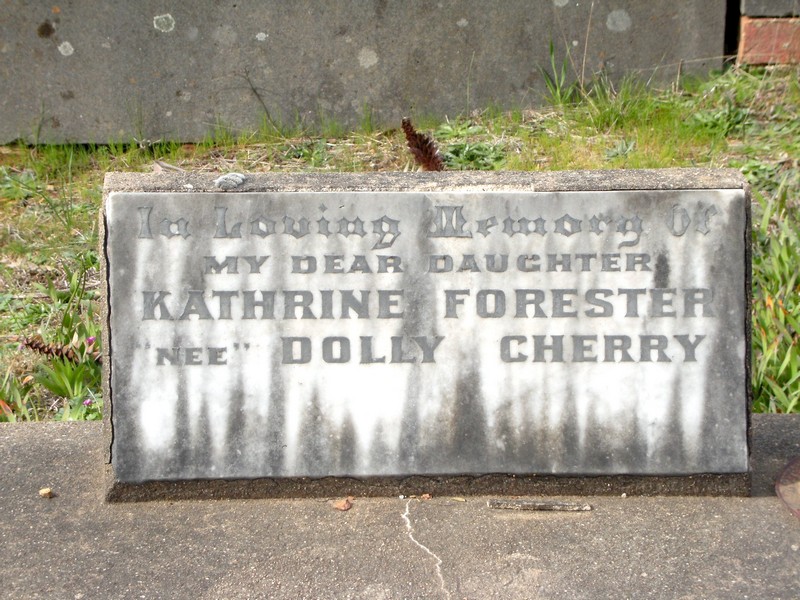 In Loving Memory Of
MY DEAR DAUGHTER
KATHRINE FORESTER
"NEE" DOLLY CHERRY